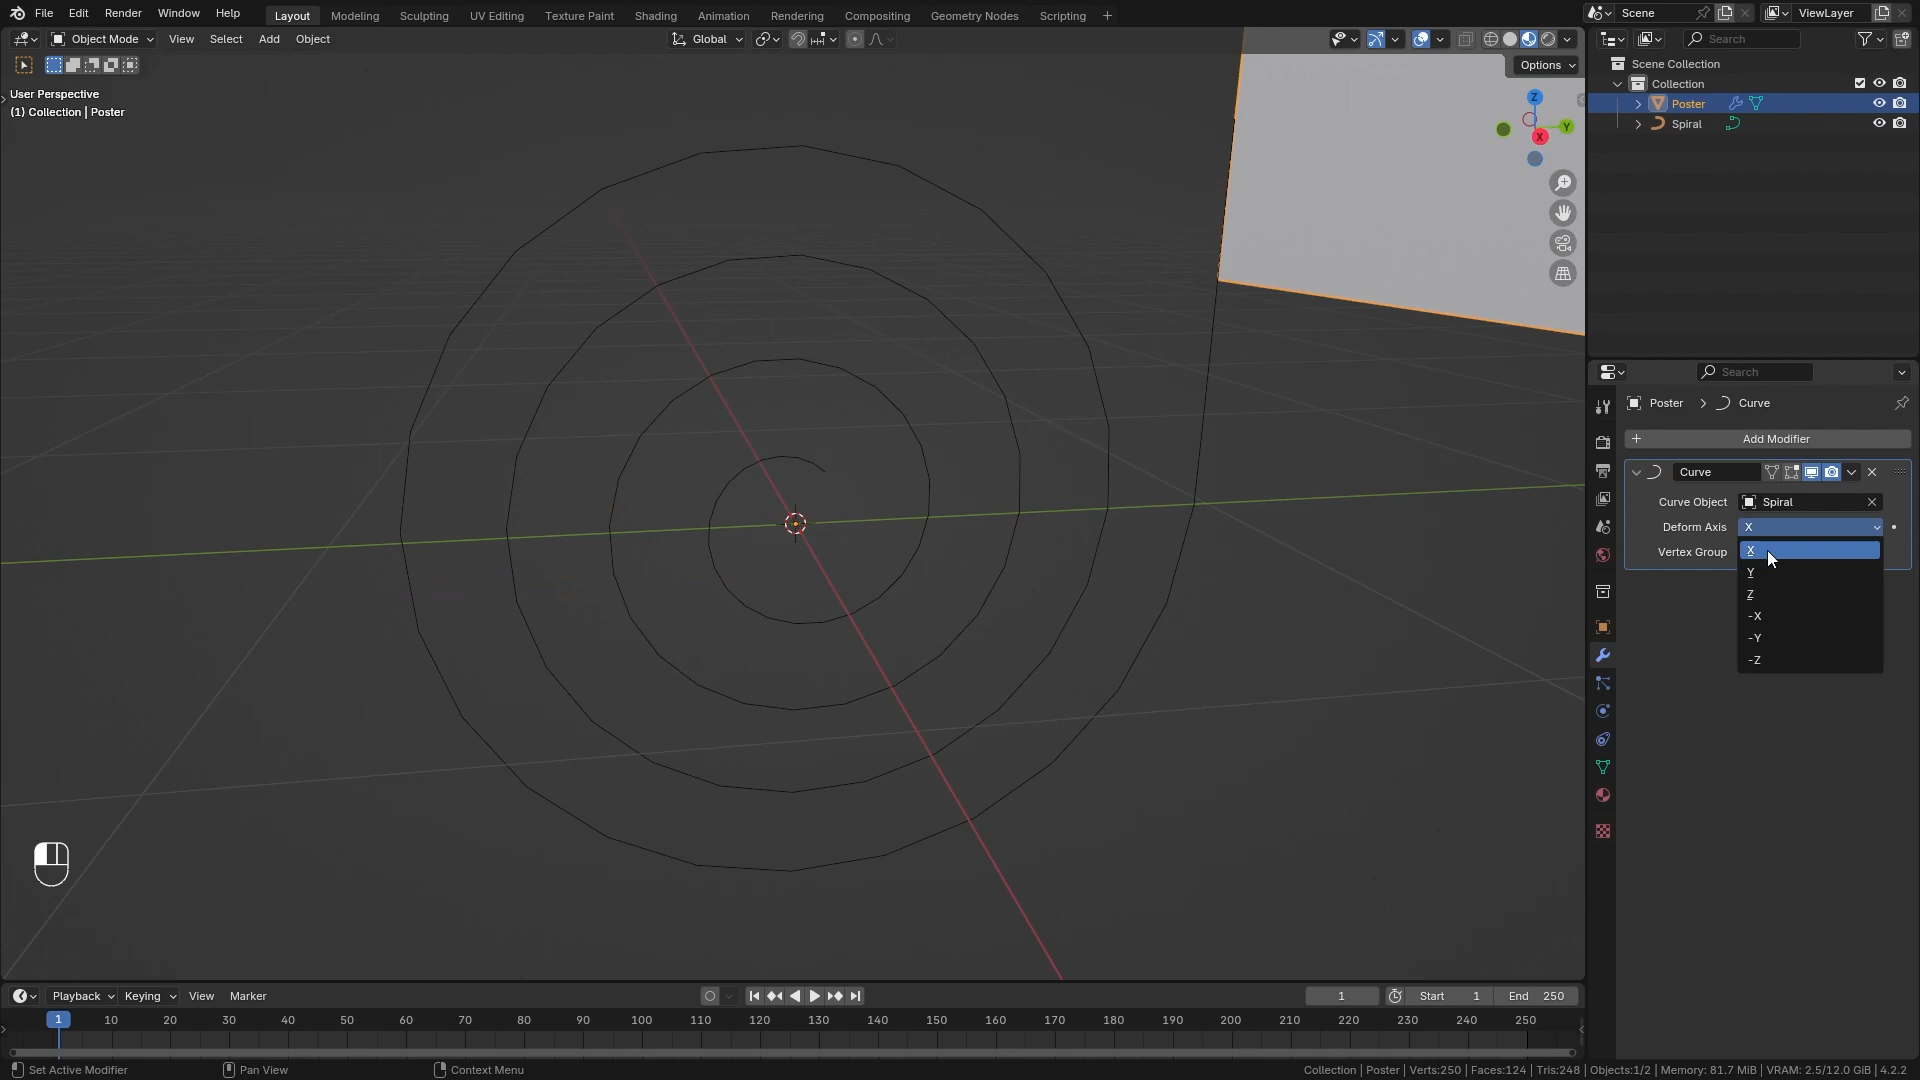 File Edit Render Window Help
Layout Modeling Sculpting UV Editing Texture Paint Shading Animation Rendering Compositing Geometry Nodes Scripting +
Scene ViewLayer
Object Mode View Select Add Object
Global
Options
Search
User Perspective
(1) Collection | Poster
Z
Y
X
Scene Collection
Collection
Poster
Spiral
Search
Poster > Curve
+ Add Modifier
Curve
Curve Object Spiral
Deform Axis X
Vertex Group
X
Y
Z
-X
-Y
-Z
Playback Keying View Marker
1 Start 1 End 250
1 10 20 30 40 50 60 70 80 90 100 110 120 130 140 150 160 170 180 190 200 210 220 230 240 250
Set Active Modifier Pan View Context Menu
Collection | Poster | Verts:250 | Faces:124 | Tris:248 | Objects:1/2 | Memory: 81.7 MiB | VRAM: 2.5/12.0 GiB | 4.2.2